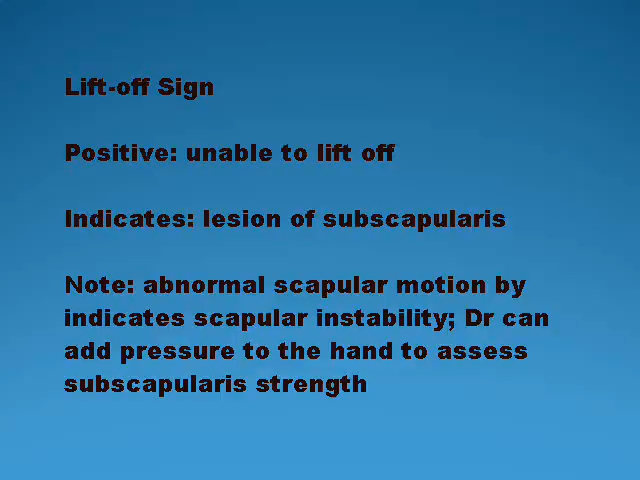 Lift-off Sign
Positive: unable to lift off
Indicates: lesion of subscapularis
Note: abnormal scapular motion by
indicates scapular instability; Dr can
add pressure to the hand to assess
subscapularis strength